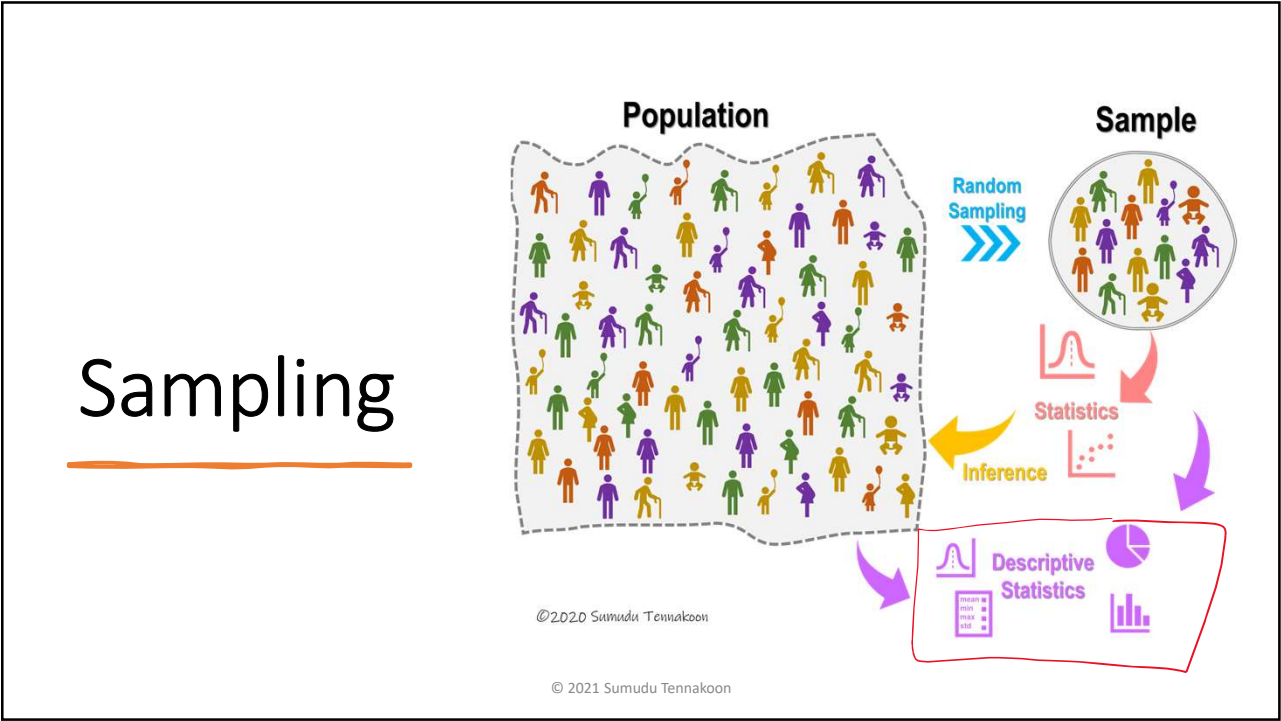 Sampling
Population
Sample
Random
Sampling
Statistics
Inference
Descriptive
Statistics
mean
min
max
std
©2020 Sumudu Tennakoon
© 2021 Sumudu Tennakoon